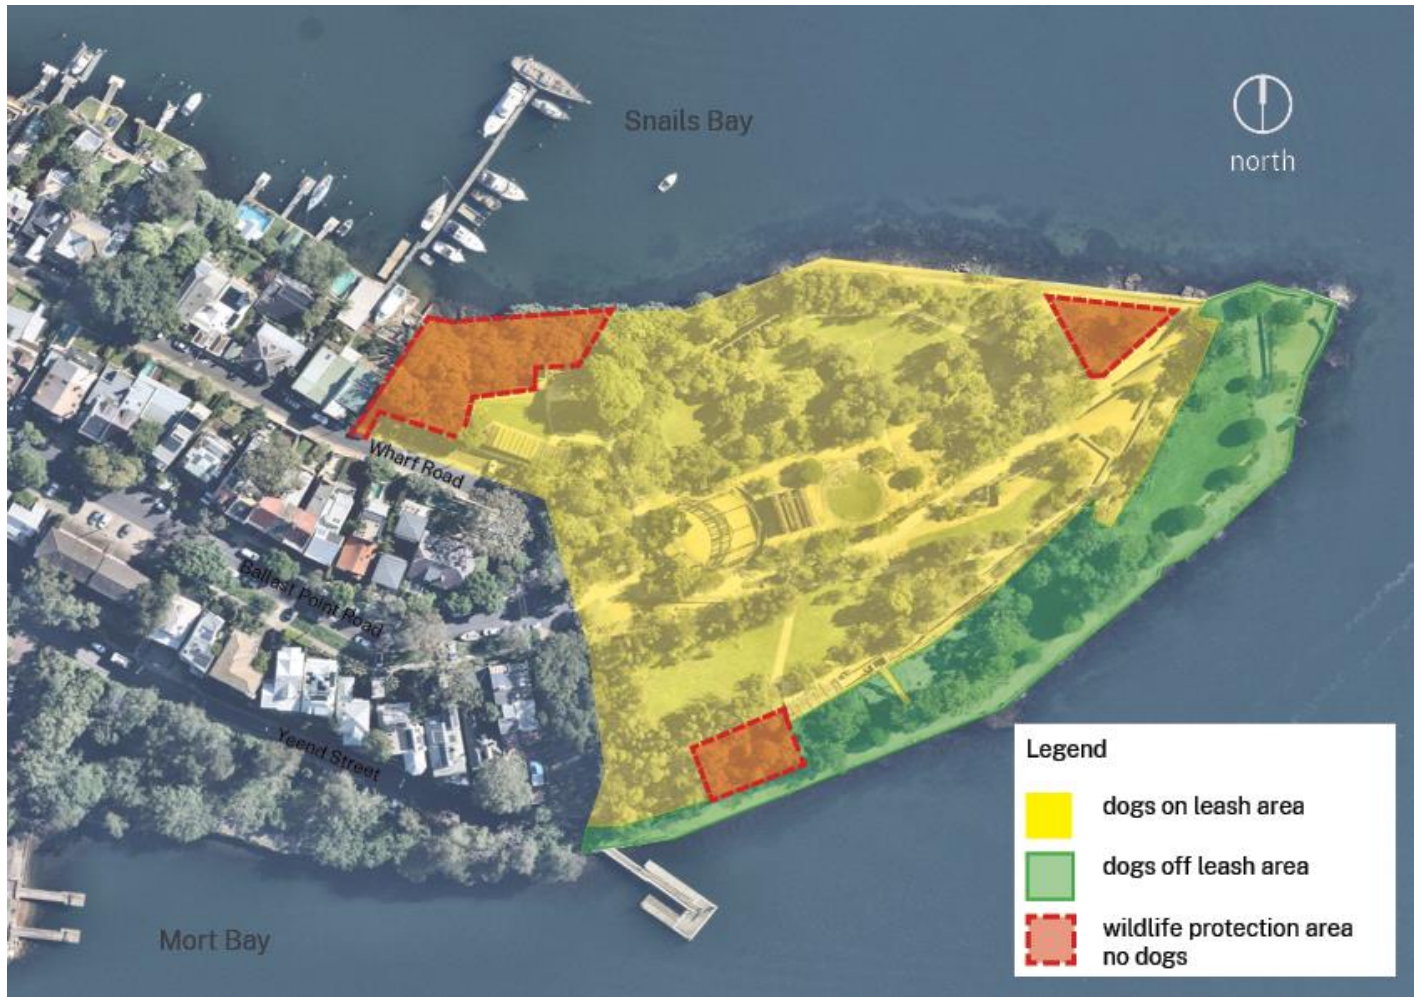 Snails Bay
north
Wharf Road
Ballast Point Road
Yeend Street
Mort Bay
Legend
dogs on leash area
dogs off leash area
wildlife protection area
no dogs